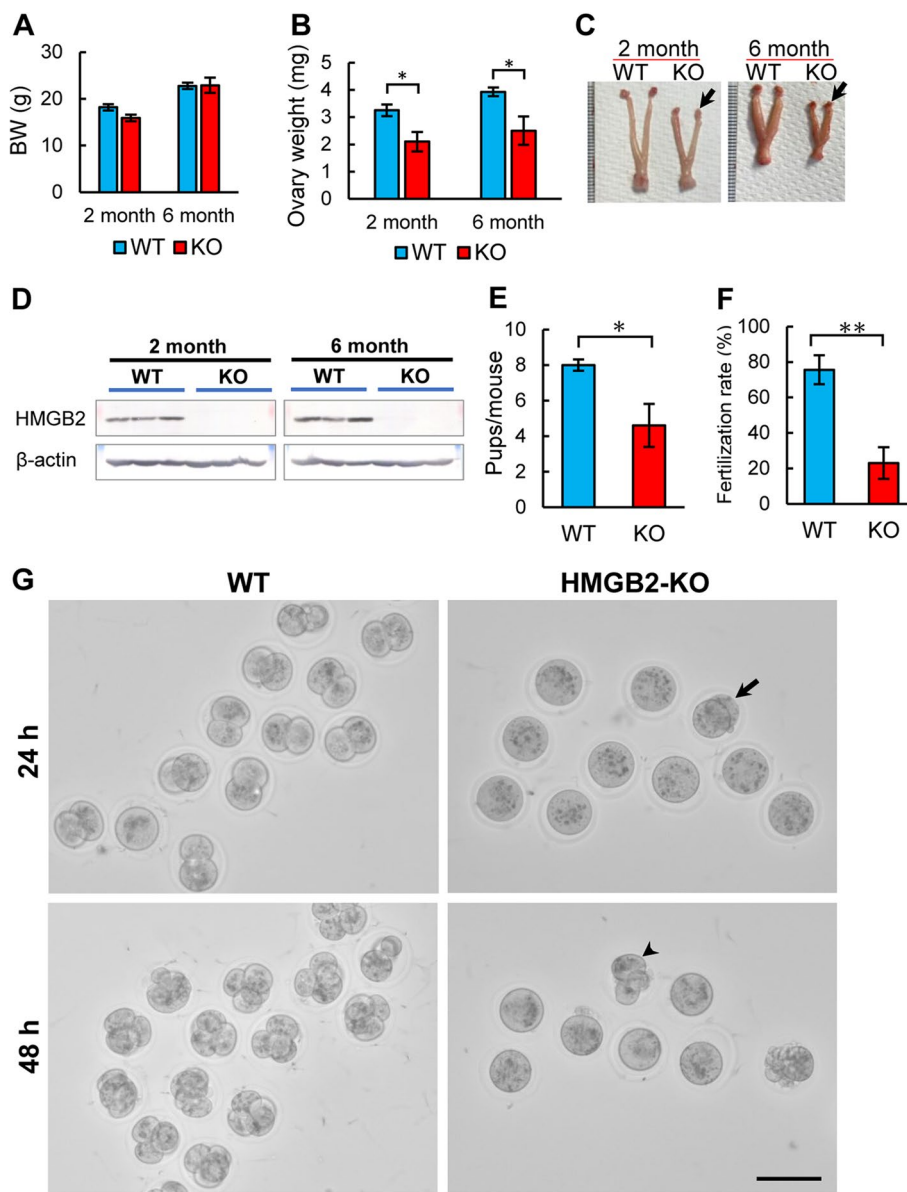 A
BW (g)
30
20
10
0
2 month 6 month
WT KO
B
Ovary weight (mg)
5
4
3
2
1
0
* *
2 month 6 month
WT KO
C
2 month 6 month
WT KO WT KO
D
2 month 6 month
WT KO WT KO
HMGB2
β-actin
E
Pups/mouse
10
8
6
4
2
0
*
WT KO
F
Fertilization rate (%)
100
80
60
40
20
0
**
WT KO
G
WT HMGB2-KO
24 h
48 h